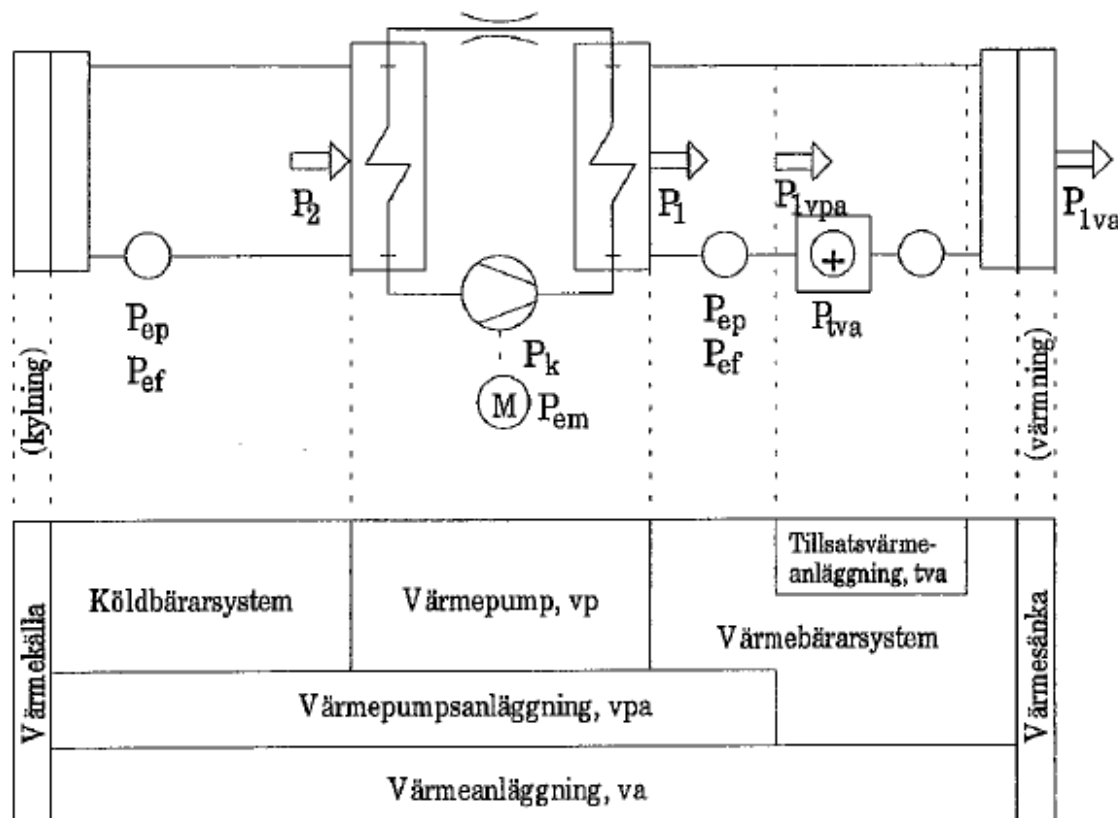 P2
P1
P1vpa
P1va
Pep
Pef
Pk
Pep
Pef
+
Ptva
M
Pem
(kylning)
(värmning)
Värmekälla
Köldbärarsystem
Värmepump, vp
Tillsatsvärme-
anläggning, tva
Värmebärarsystem
Värmesänka
Värmepumpsanläggning, vpa
Värmeanläggning, va